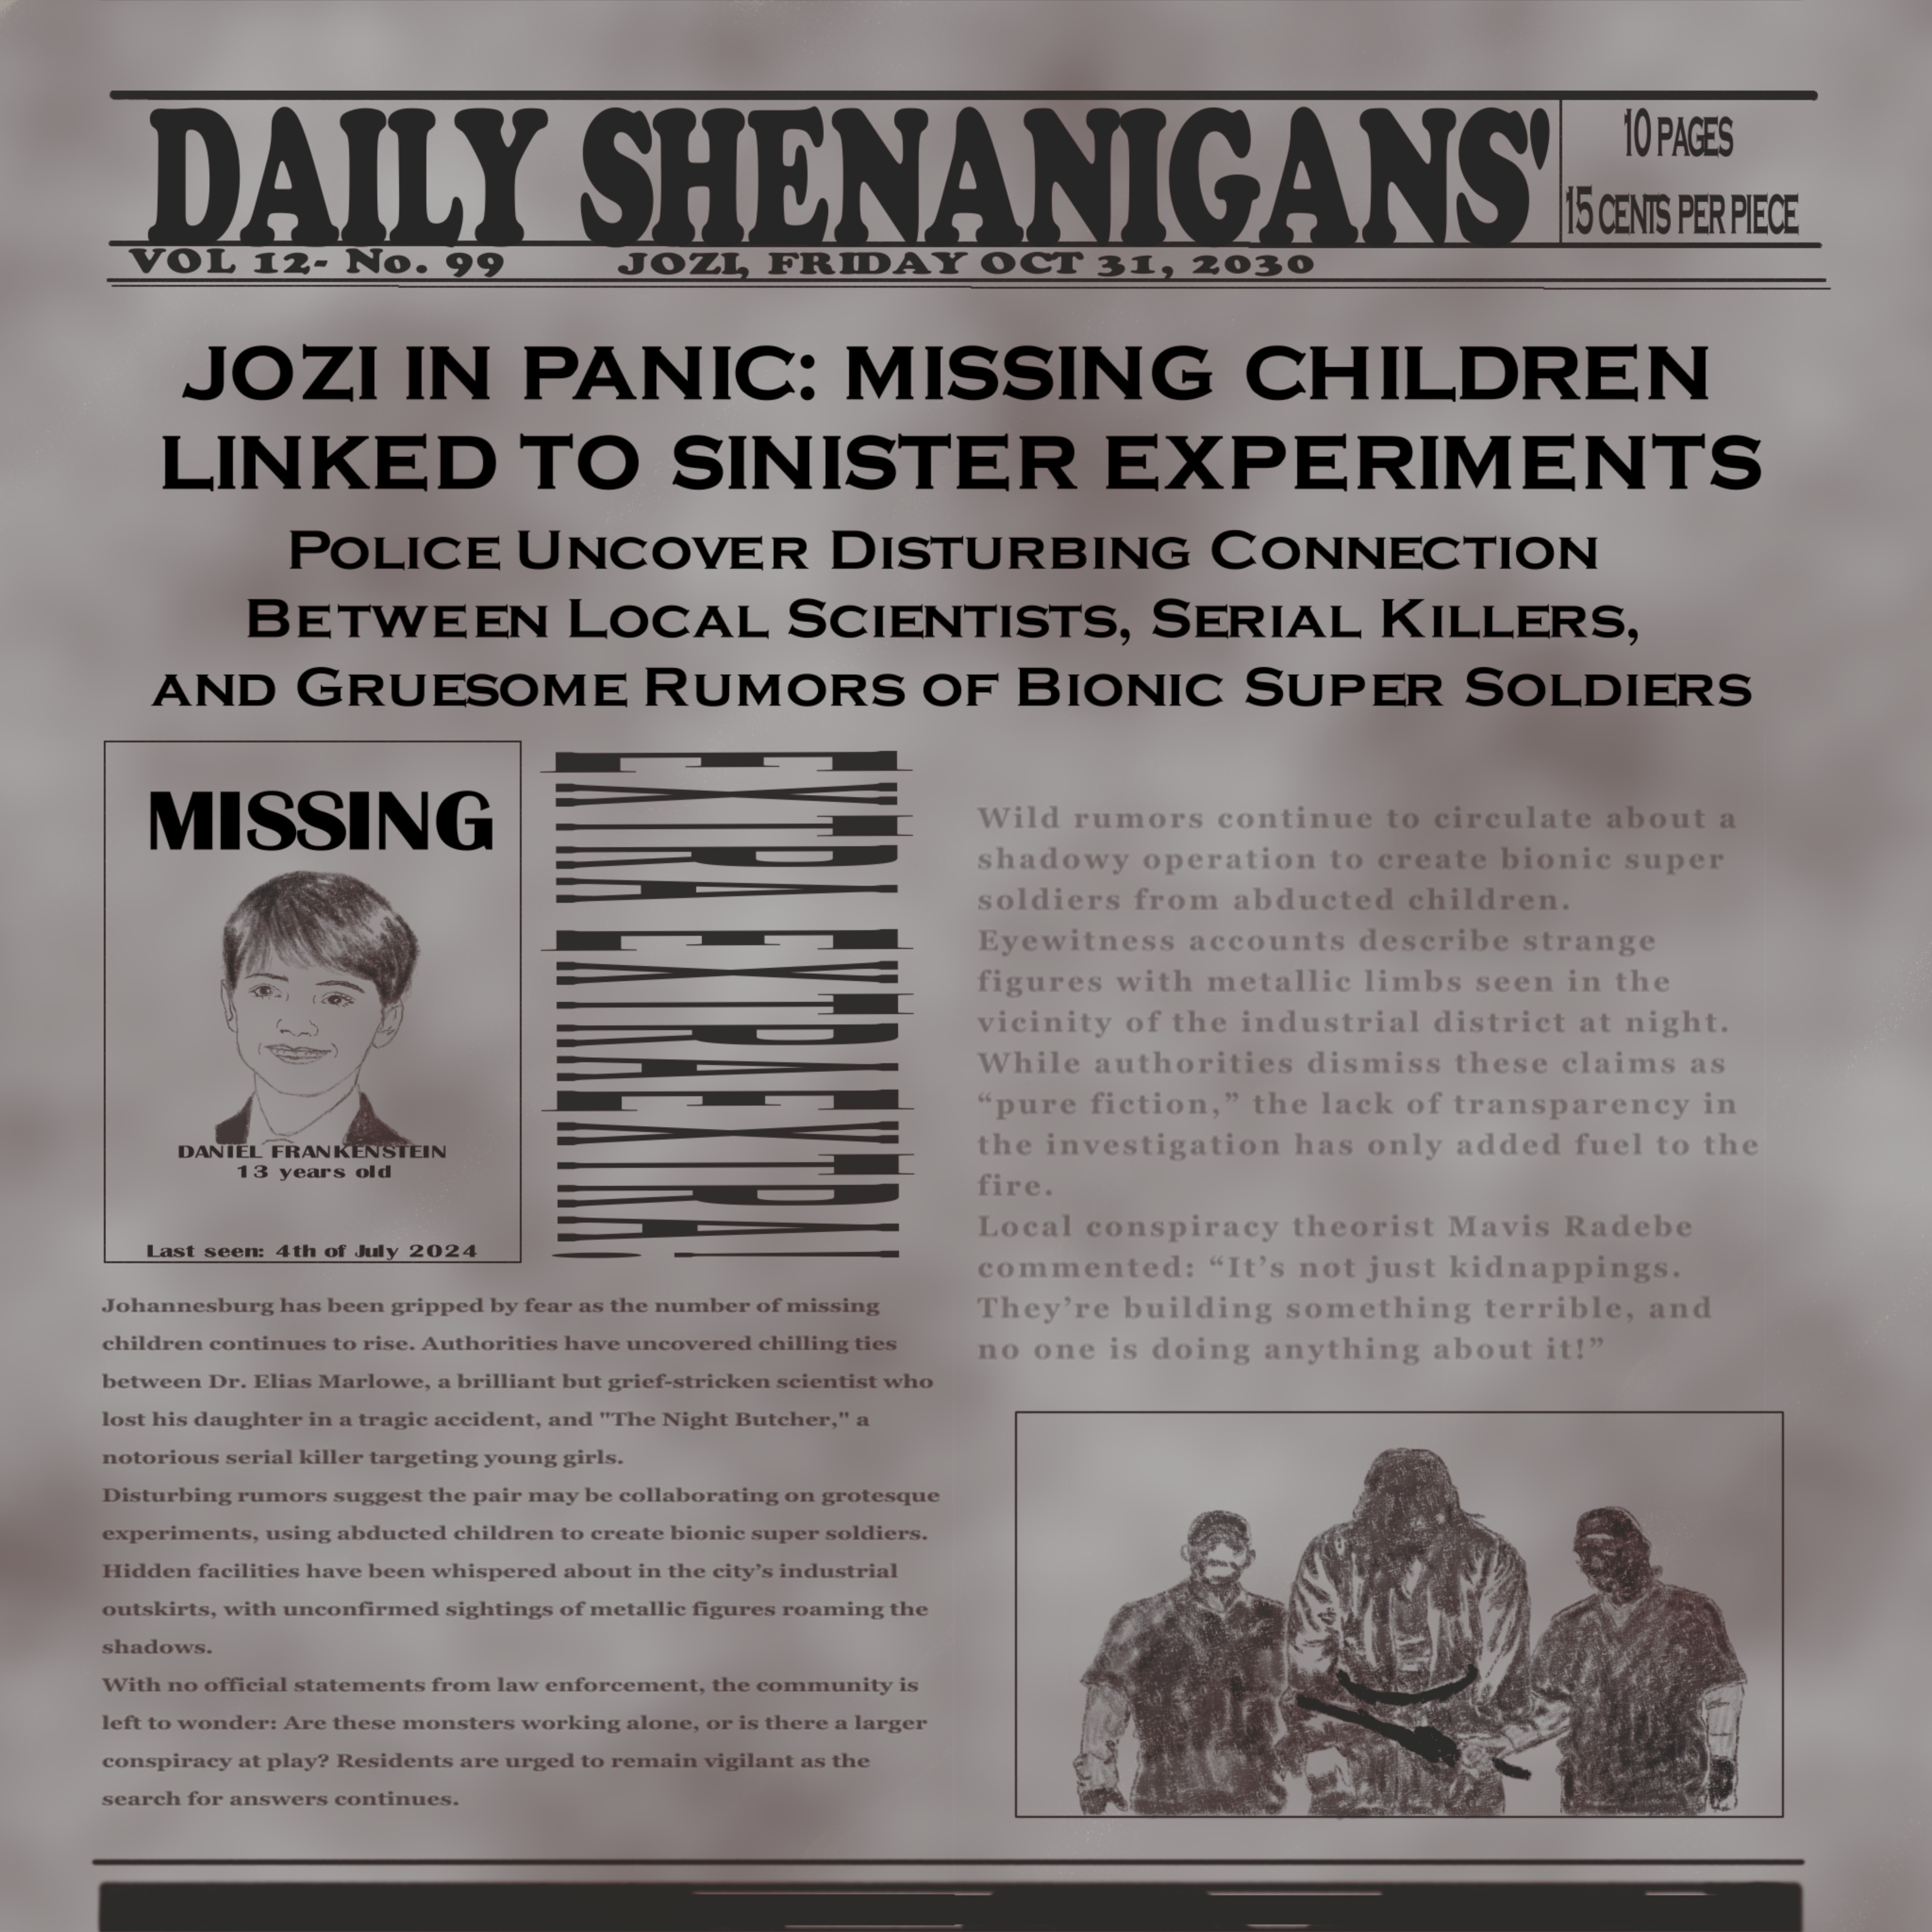 DAILY SHENANIGANS'
10 PAGES
15 CENTS PER PIECE
VOL 12- No. 99
JOZI, FRIDAY OCT 31, 2030
JOZI IN PANIC: MISSING CHILDREN
LINKED TO SINISTER EXPERIMENTS
POLICE UNCOVER DISTURBING CONNECTION
BETWEEN LOCAL SCIENTISTS, SERIAL KILLERS,
AND GRUESOME RUMORS OF BIONIC SUPER SOLDIERS
MISSING
DANIEL FRANKENSTEIN
13 years old
Last seen: 4th of July 2024
Johannesburg has been gripped by fear as the number of missing
children continues to rise. Authorities have uncovered chilling ties
between Dr. Elias Marlowe, a brilliant but grief-stricken scientist who
lost his daughter in a tragic accident, and "The Night Butcher," a
notorious serial killer targeting young girls.
Disturbing rumors suggest the pair may be collaborating on grotesque
experiments, using abducted children to create bionic super soldiers.
Hidden facilities have been whispered about in the city’s industrial
outskirts, with unconfirmed sightings of metallic figures roaming the
shadows.
With no official statements from law enforcement, the community is
left to wonder: Are these monsters working alone, or is there a larger
conspiracy at play? Residents are urged to remain vigilant as the
search for answers continues.
Wild rumors continue to circulate about a
shadowy operation to create bionic super
soldiers from abducted children.
Eyewitness accounts describe strange
figures with metallic limbs seen in the
vicinity of the industrial district at night.
While authorities dismiss these claims as
“pure fiction,” the lack of transparency in
the investigation has only added fuel to the
fire.
Local conspiracy theorist Mavis Radebe
commented: “It’s not just kidnappings.
They’re building something terrible, and
no one is doing anything about it!”